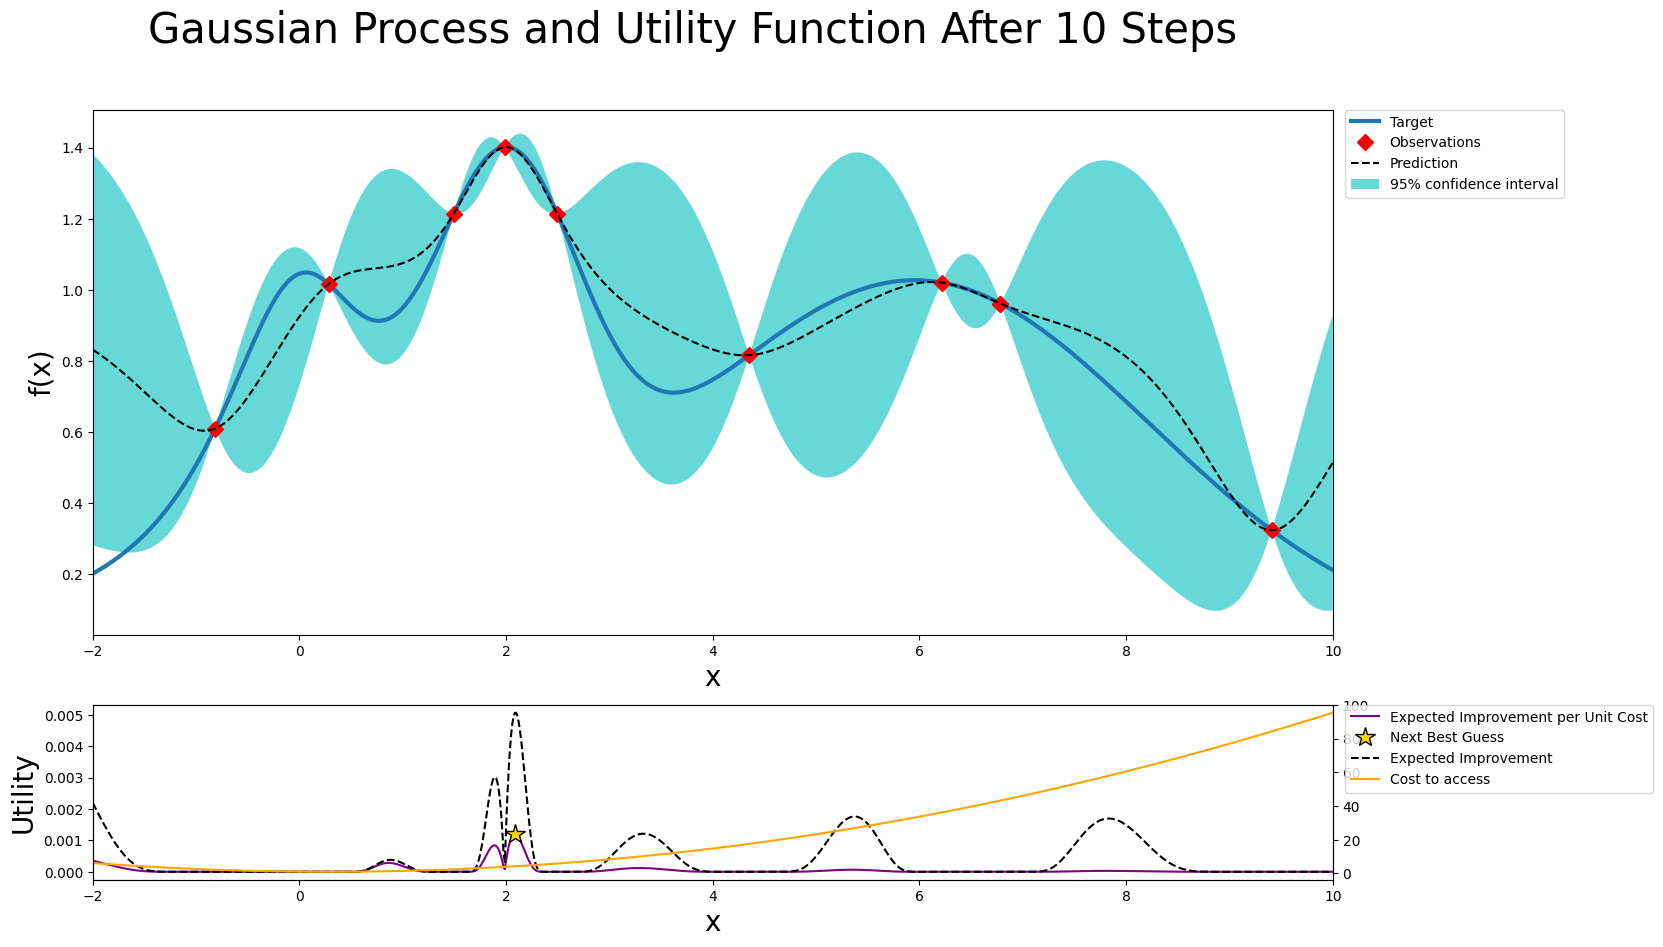 Gaussian Process and Utility Function After 10 Steps
Target
Observations
Prediction
95% confidence interval
f(x)
1.4
1.2
1.0
0.8
0.6
0.4
0.2
−2 0 2 4 6 8 10
x
Expected Improvement per Unit Cost
Next Best Guess
Expected Improvement
Cost to access
Utility
0.005
0.004
0.003
0.002
0.001
0.000
100
80
60
40
20
0
−2 0 2 4 6 8 10
x